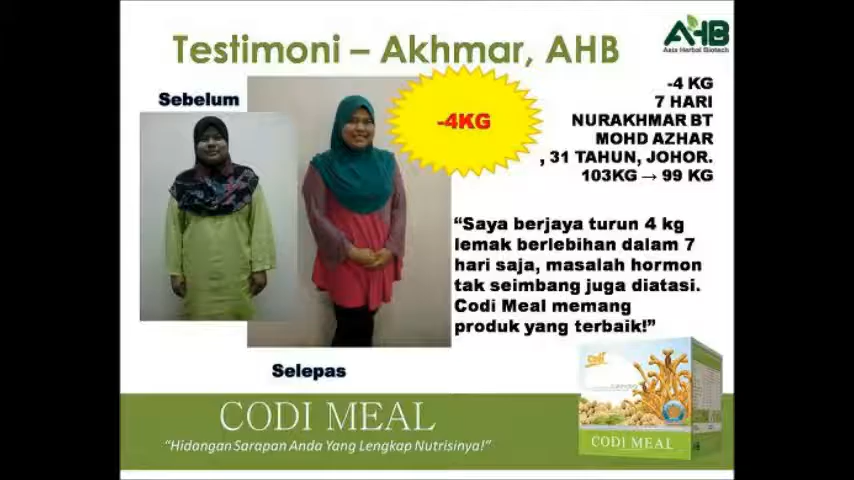 Testimoni – Akhmar, AHB
AHB
Asia Herbal Biotech
Sebelum
-4KG
-4 KG
7 HARI
NURAKHMAR BT
MOHD AZHAR
, 31 TAHUN, JOHOR.
103KG → 99 KG
“Saya berjaya turun 4 kg
lemak berlebihan dalam 7
hari saja, masalah hormon
tak seimbang juga diatasi.
Codi Meal memang
produk yang terbaik!”
Selepas
CODI MEAL
“Hidangan Sarapan Anda Yang Lengkap Nutrisinya!”
Codi
CODI MEAL